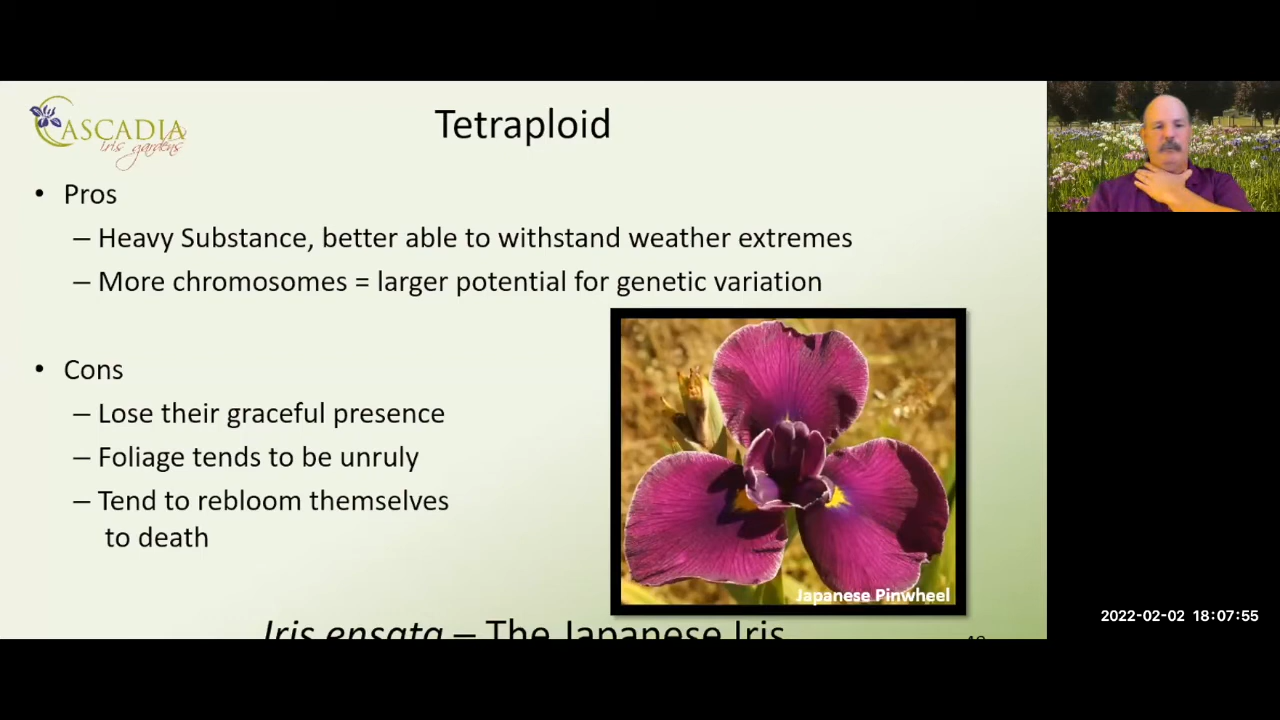 CASCADIA
iris gardens
Tetraploid
• Pros
– Heavy Substance, better able to withstand weather extremes
– More chromosomes = larger potential for genetic variation
• Cons
– Lose their graceful presence
– Foliage tends to be unruly
– Tend to rebloom themselves
to death
Japanese Pinwheel
Iris ensata – The Japanese Iris
2022-02-02 18:07:55